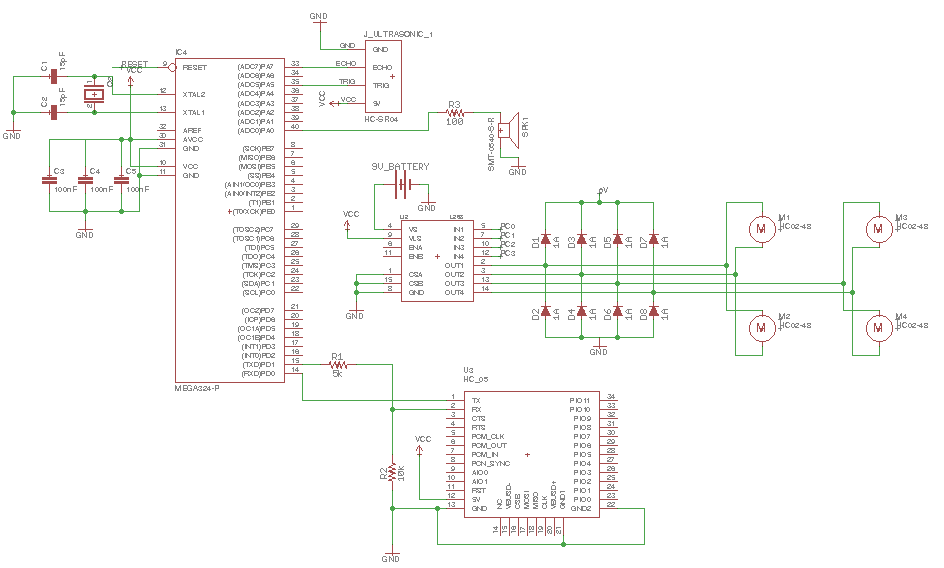 GND
J_ULTRASONIC_1
GND GND
ECHO ECHO
TRIG TRIG
VCC VCC 5V
HC-SR04
IC4
RESET 9 RESET
VCC
C1 15pF
C2 15pF
1
2
GND
12 XTAL2
13 XTAL1
32 AREF
30 AVCC
31 GND
10 VCC
11 GND
C3 100nF
C4 100nF
C5 100nF
GND
(ADC7)PA7 33
(ADC6)PA6 34
(ADC5)PA5 35
(ADC4)PA4 36
(ADC3)PA3 37
(ADC2)PA2 38
(ADC1)PA1 39
(ADC0)PA0 40
(SCK)PB7 8
(MISO)PB6 7
(MOSI)PB5 6
(SS)PB4 5
(AIN1/OC0)PB3 4
(AIN0/INT2)PB2 3
(T1)PB1 2
(T0/XCK)PB0 1
(TOSC2)PC7 29
(TOSC1)PC6 28
(TDI)PC5 27
(TDO)PC4 26
(TMS)PC3 25
(TCK)PC2 24
(SDA)PC1 23
(SCL)PC0 22
(OC2)PD7 21
(ICP)PD6 20
(OC1A)PD5 19
(OC1B)PD4 18
(INT1)PD3 17
(INT0)PD2 16
(TXD)PD1 15
(RXD)PD0 14
MEGA324-P
R3
100
SMT-0540-S-R
SPK1
GND
9V_BATTERY
GND
VCC
U2 L293
4 VS IN1 5 PC0
9 VLS IN2 7 PC1
6 ENA IN3 10 PC2
11 ENB IN4 12 PC3
OUT1 2
1 CSA OUT2 3
15 CSB OUT3 13
8 GND OUT4 14
GND
5V
D1 1A
D3 1A
D5 1A
D7 1A
D2 1A
D4 1A
D6 1A
D8 1A
GND
M M1 HC02-48
M M3 HC02-48
M M2 HC02-48
M M4 HC02-48
R1
5k
R2 10k
GND
VCC
U3
HC_05
1 TX PIO11 34
2 RX PIO10 33
3 CTS PIO9 32
4 RTS PIO8 31
5 PCM_CLK PIO7 30
6 PCM_OUT PIO6 29
7 PCM_IN PIO5 28
8 PCN_SYNC PIO4 27
9 AIO0 PIO3 26
10 AIO1 PIO2 25
11 RST PIO1 24
12 5V PIO0 23
13 GND GND2 22
NC VBUSD- CSB MOSI MISO CLK VBUSD+ GND1
14 15 16 17 18 19 20 21